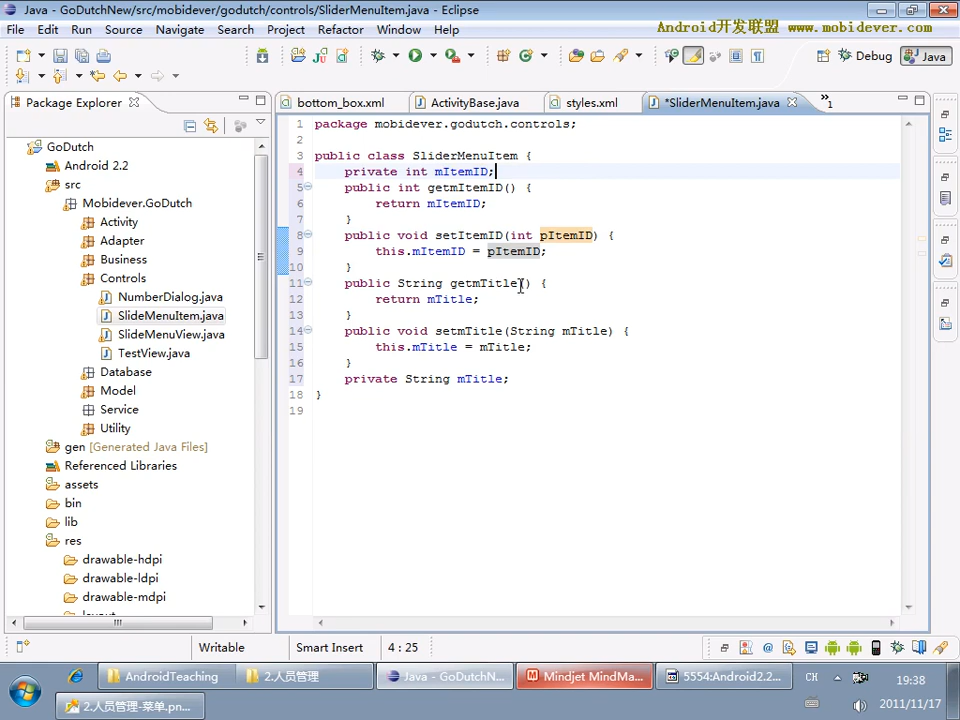 Java - GoDutchNew/src/mobidever/godutch/controls/SliderMenuItem.java - Eclipse
File Edit Run Source Navigate Search Project Refactor Window Help
Android开发联盟 www.mobidever.com
Debug Java
Package Explorer
bottom_box.xml ActivityBase.java styles.xml *SliderMenuItem.java »1
GoDutch
Android 2.2
src
Mobidever.GoDutch
Activity
Adapter
Business
Controls
NumberDialog.java
SlideMenuItem.java
SlideMenuView.java
TestView.java
Database
Model
Service
Utility
gen [Generated Java Files]
Referenced Libraries
assets
bin
lib
res
drawable-hdpi
drawable-ldpi
drawable-mdpi
1 package mobidever.godutch.controls;
2
3 public class SliderMenuItem {
4 private int mItemID;
5 public int getmItemID() {
6 return mItemID;
7 }
8 public void setItemID(int pItemID) {
9 this.mItemID = pItemID;
10 }
11 public String getmTitle() {
12 return mTitle;
13 }
14 public void setmTitle(String mTitle) {
15 this.mTitle = mTitle;
16 }
17 private String mTitle;
18 }
19
Writable Smart Insert 4 : 25
AndroidTeaching 2.人员管理 Java - GoDutchN... Mindjet MindMa... 5554:Android2.2... CH 19:38
2.人员管理-菜单.pn... 2011/11/17